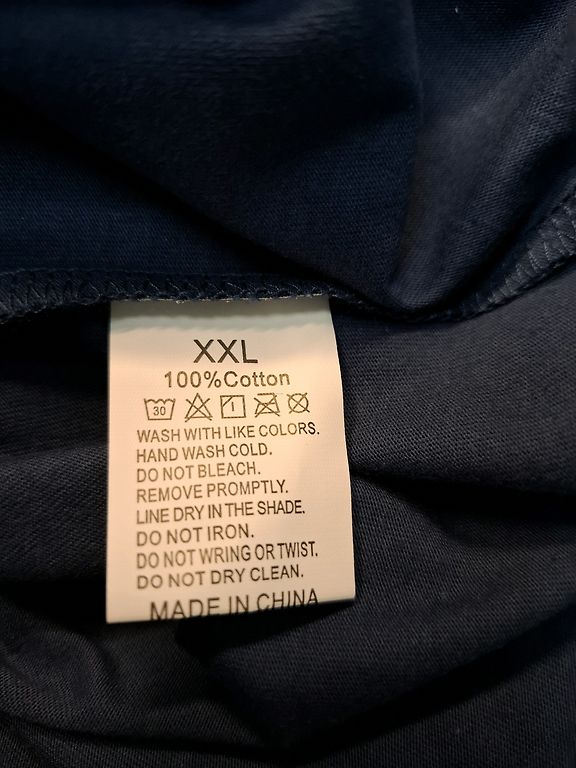 XXL
100%Cotton
30
WASH WITH LIKE COLORS.
HAND WASH COLD.
DO NOT BLEACH.
REMOVE PROMPTLY.
LINE DRY IN THE SHADE.
DO NOT IRON.
DO NOT WRING OR TWIST.
DO NOT DRY CLEAN.
MADE IN CHINA